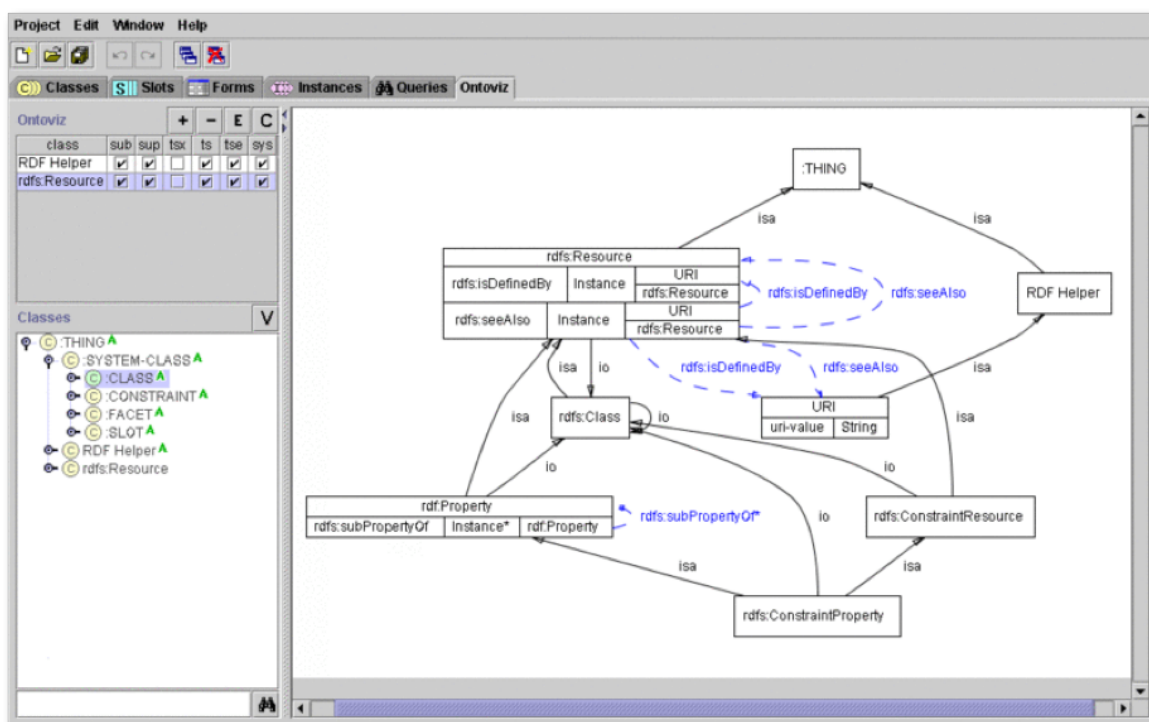 Project Edit Window Help
Classes Slots Forms Instances Queries Ontoviz
Ontoviz + - E C
class sub sup tsx ts tse sys
RDF Helper
rdfs:Resource
Classes V
:THING A
:SYSTEM-CLASS A
:CLASS A
:CONSTRAINT A
:FACET A
:SLOT A
RDF Helper A
rdfs:Resource
:THING
isa isa
rdfs:Resource
rdfs:isDefinedBy Instance URI
rdfs:Resource
rdfs:seeAlso Instance URI
rdfs:Resource
rdfs:isDefinedBy rdfs:seeAlso
RDF Helper
isa io rdfs:isDefinedBy rdfs:seeAlso isa
rdfs:Class io
URI
uri-value String
isa isa
io io
rdf:Property
rdfs:subPropertyOf Instance* rdf:Property
rdfs:subPropertyOf*
io
rdfs:ConstraintResource
isa isa
rdfs:ConstraintProperty